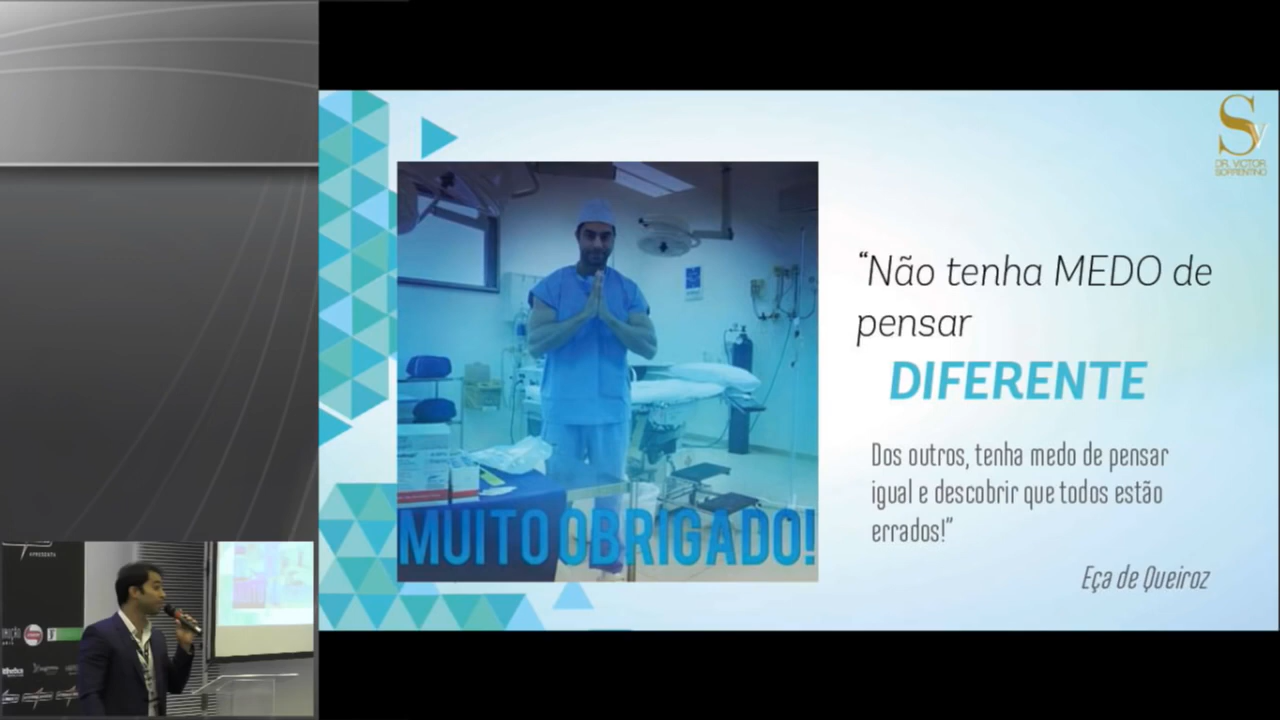 Sv
DR. VICTOR
SORRENTINO
“Não tenha MEDO de
pensar
DIFERENTE
Dos outros, tenha medo de pensar
igual e descobrir que todos estão
errados!”
Eça de Queiroz
MUITO OBRIGADO!
APRESENTA